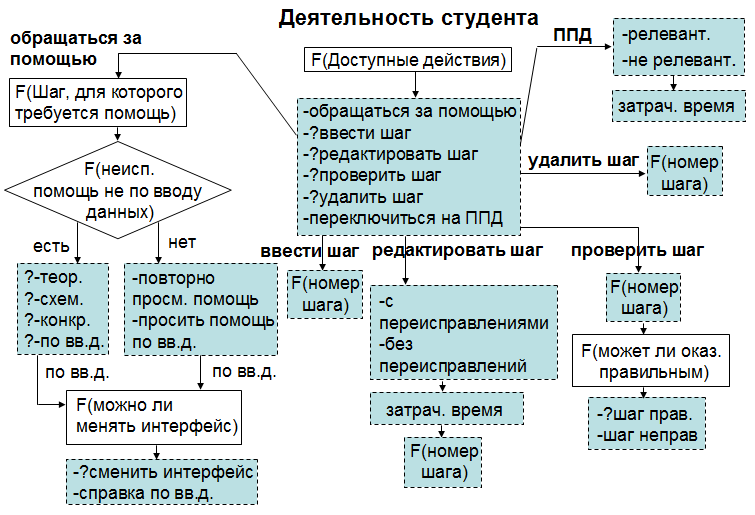 Деятельность студента
обращаться за
помощью
F(Шаг, для которого
требуется помощь)
F(неисп.
помощь не по вводу
данных)
есть
нет
?-теор.
?-схем.
?-конкр.
?-по вв.д.
-повторно
просм. помощь
-просить помощь
по вв.д.
по вв.д.
по вв.д.
F(можно ли
менять интерфейс)
-?сменить интерфейс
-справка по вв.д.
F(Доступные действия)
-обращаться за помощью
-?ввести шаг
-?редактировать шаг
-?проверить шаг
-?удалить шаг
-переключиться на ППД
ППД
-релевант.
-не релевант.
затрач. время
удалить шаг
F(номер
шага)
ввести шаг
F(номер
шага)
редактировать шаг
-с
переисправлениями
-без
переисправлений
затрач. время
F(номер
шага)
проверить шаг
F(номер
шага)
F(может ли оказ.
правильным)
-?шаг прав.
-шаг неправ